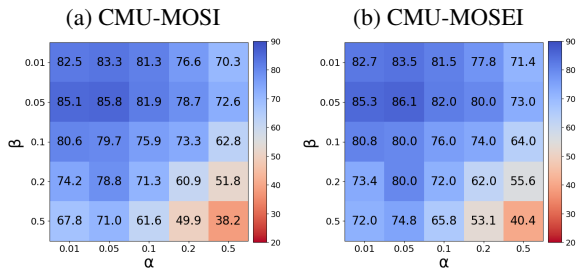 (a) CMU-MOSI
(b) CMU-MOSEI
0.01 82.5 83.3 81.3 76.6 70.3
0.05 85.1 85.8 81.9 78.7 72.6
0.1 80.6 79.7 75.9 73.3 62.8
0.2 74.2 78.8 71.3 60.9 51.8
0.5 67.8 71.0 61.6 49.9 38.2
0.01 0.05 0.1 0.2 0.5
β
α
90
80
70
60
50
40
30
20
0.01 82.7 83.5 81.5 77.8 71.4
0.05 85.3 86.1 82.0 80.0 73.0
0.1 80.8 80.0 76.0 74.0 64.0
0.2 73.4 80.0 72.0 62.0 55.6
0.5 72.0 74.8 65.8 53.1 40.4
0.01 0.05 0.1 0.2 0.5
β
α
90
80
70
60
50
40
30
20